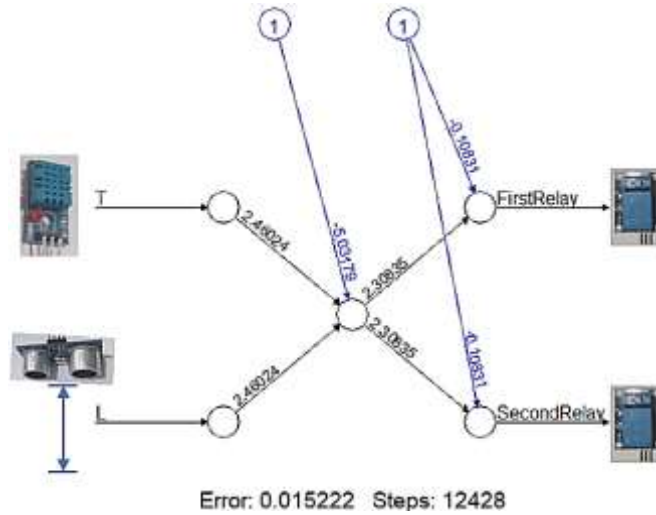 1
1
-0.10831
T
FirstRelay
2.46024
-5.03179
2.30835
2.30835
-0.10831
2.46024
L
SecondRelay
Error: 0.015222 Steps: 12428